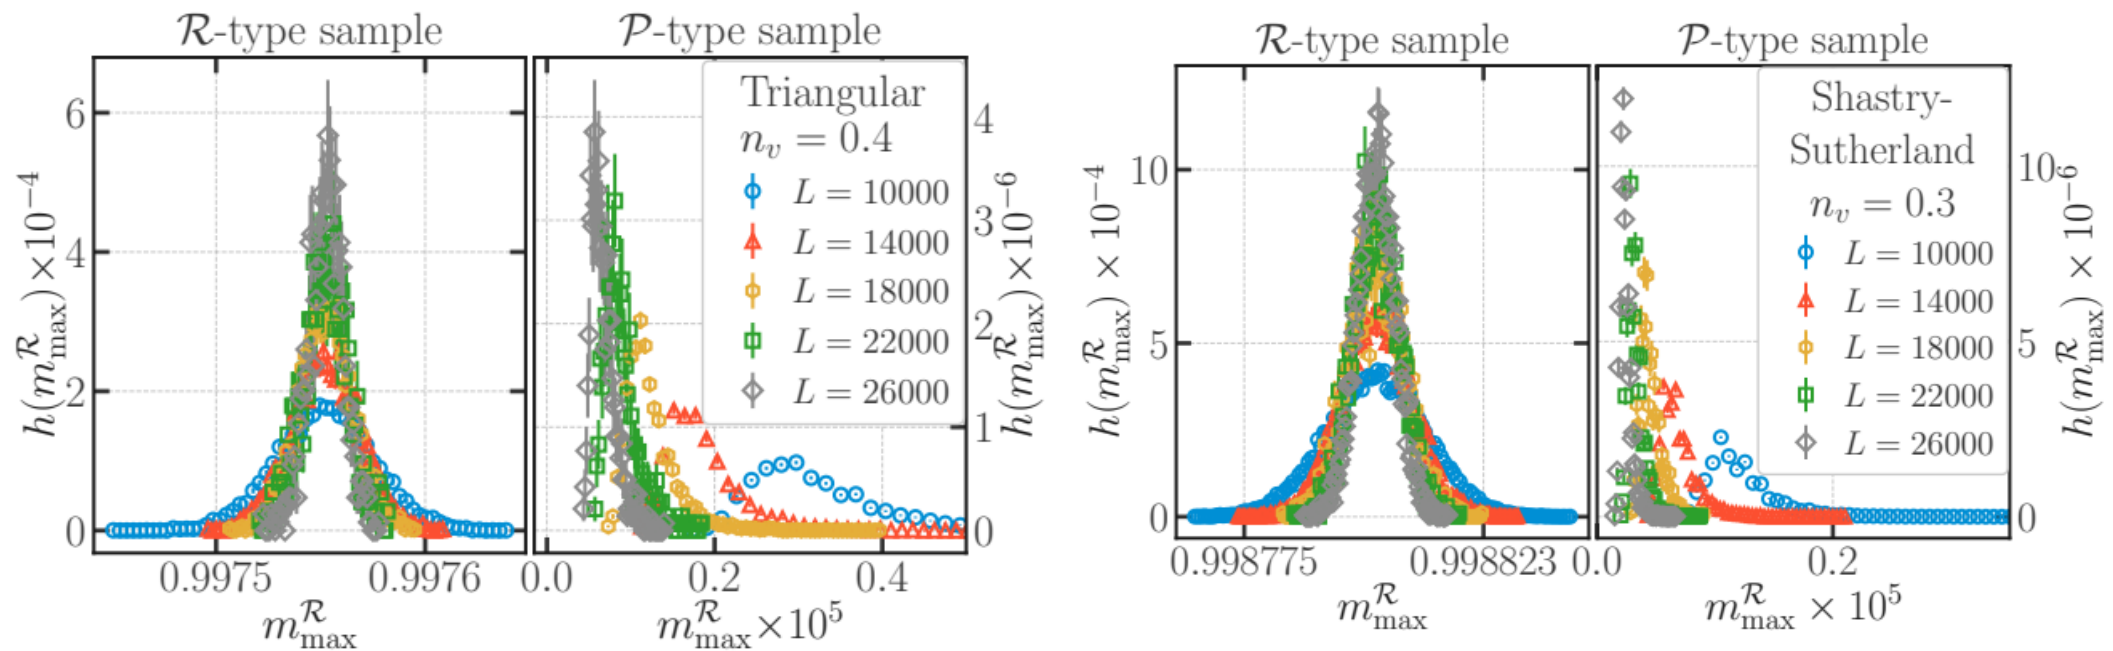 R-type sample
P-type sample
6
4
2
0
h(m^R_max)×10^−4
0.9975
0.9976
m^R_max
Triangular
n_v = 0.4
L = 10000
L = 14000
L = 18000
L = 22000
L = 26000
4
3
2
1
0
h(m^R_max)×10^−6
0.0
0.2
0.4
m^R_max×10^5
R-type sample
P-type sample
10
5
0
h(m^R_max) × 10^−4
0.998775
0.998823
m^R_max
Shastry-
Sutherland
n_v = 0.3
L = 10000
L = 14000
L = 18000
L = 22000
L = 26000
10
5
0
h(m^R_max) × 10^−6
0.0
0.2
m^R_max × 10^5